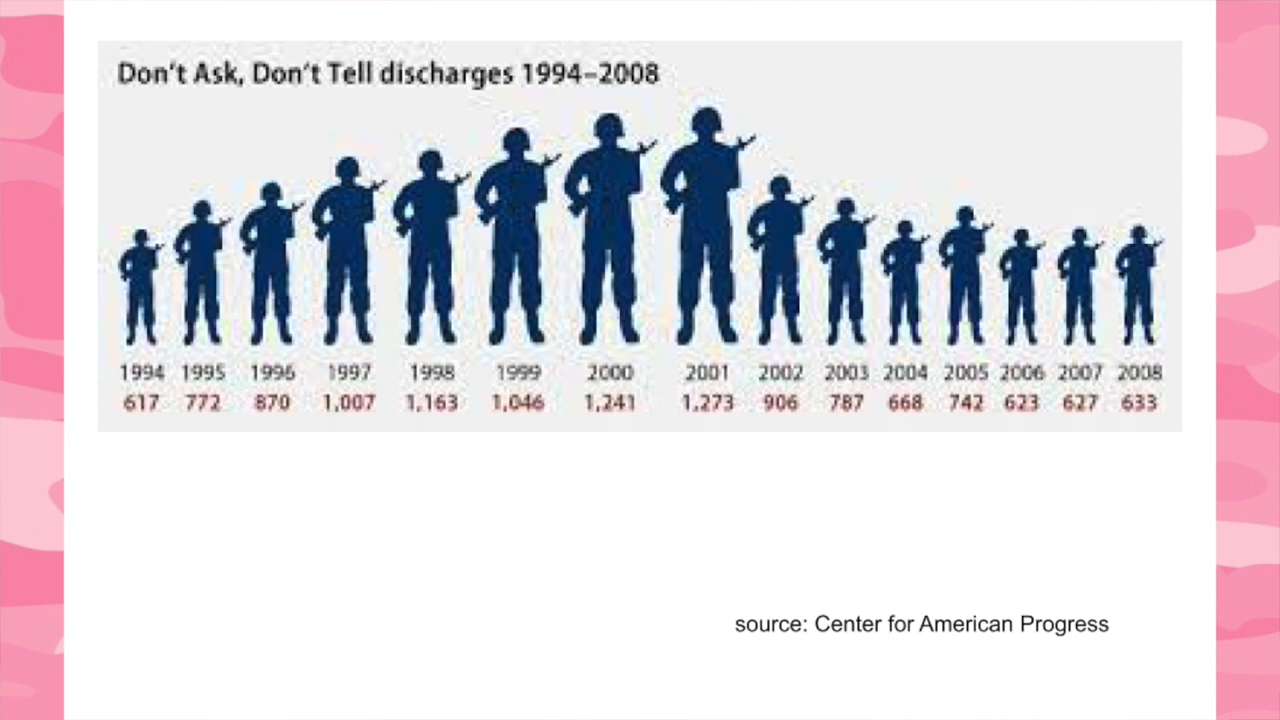 Don't Ask, Don't Tell discharges 1994–2008
1994 1995 1996 1997 1998 1999 2000 2001 2002 2003 2004 2005 2006 2007 2008
617 772 870 1,007 1,163 1,046 1,241 1,273 906 787 668 742 623 627 633
source: Center for American Progress